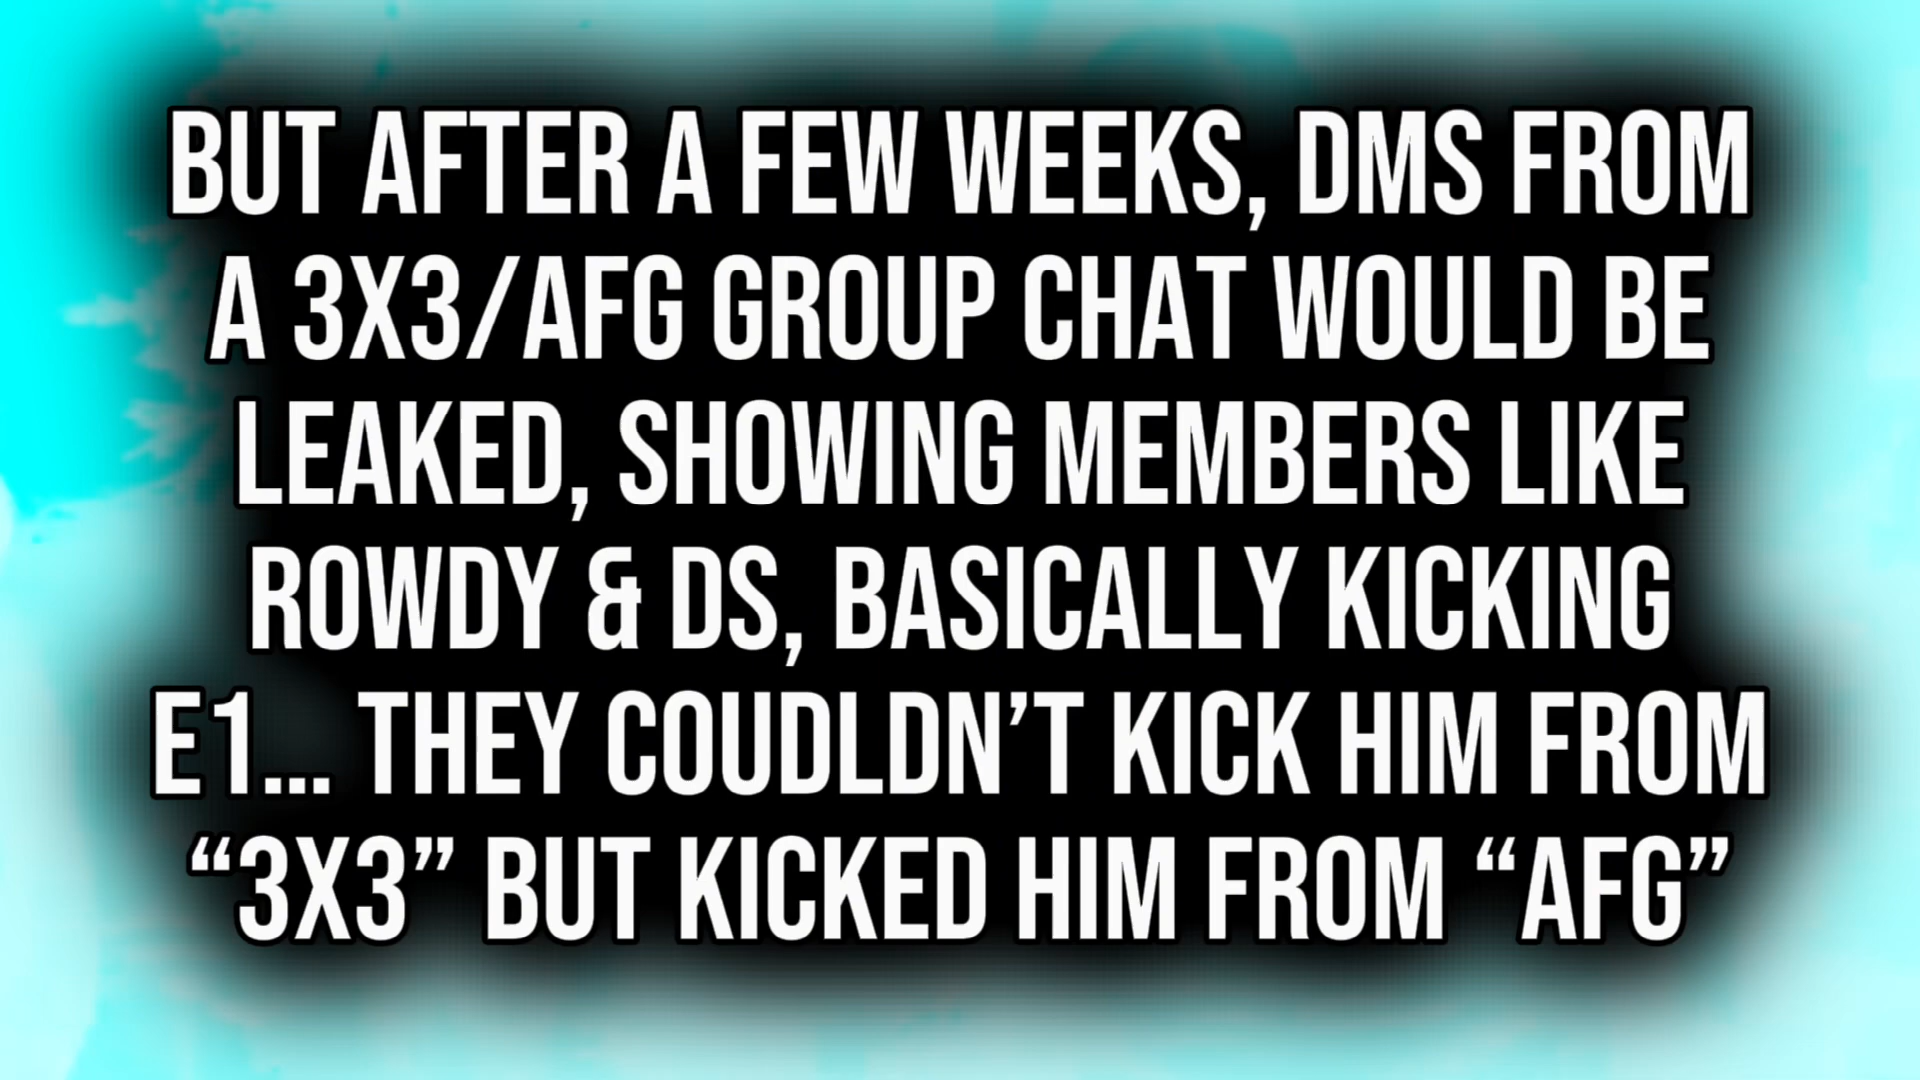 BUT AFTER A FEW WEEKS, DMS FROM
A 3X3/AFG GROUP CHAT WOULD BE
LEAKED, SHOWING MEMBERS LIKE
ROWDY & DS, BASICALLY KICKING
E1... THEY COUDLDN’T KICK HIM FROM
“3X3” BUT KICKED HIM FROM “AFG”